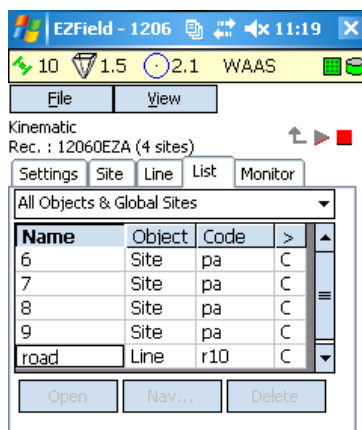 EZField - 1206 11:19
10 1.5 2.1 WAAS
File View
Kinematic
Rec. : 12060EZA (4 sites)
Settings Site Line List Monitor
All Objects & Global Sites
Name Object Code >
6 Site pa C
7 Site pa C
8 Site pa C
9 Site pa C
road Line r10 C
Open Nav... Delete